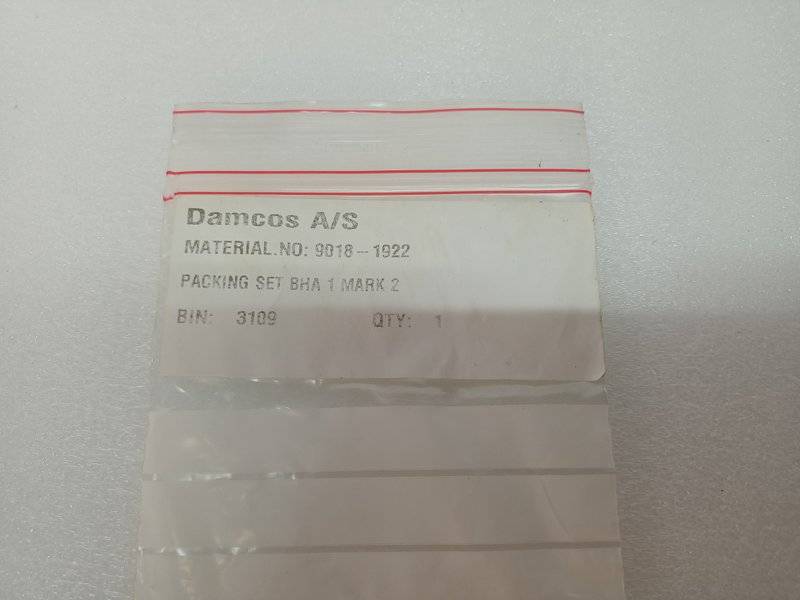 Damcos A/S
MATERIAL.NO: 9018-1922
PACKING SET BHA 1 MARK 2
BIN: 3109 QTY: 1